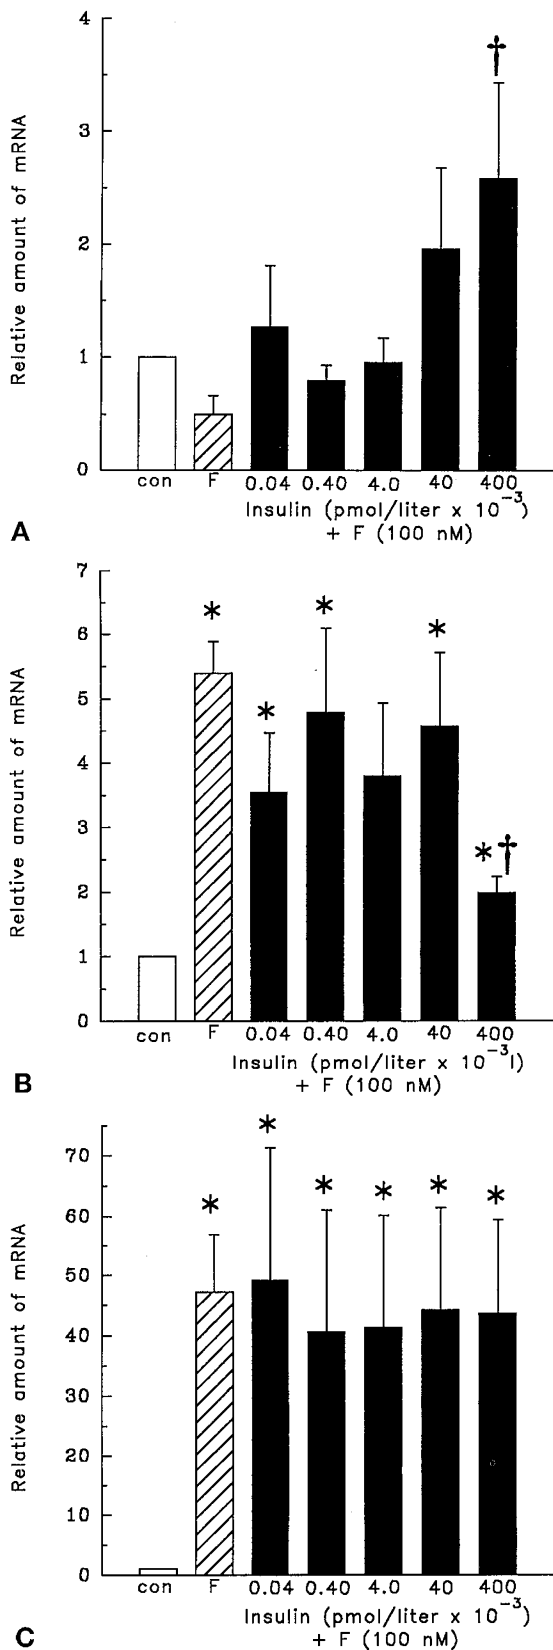 4
3
2
1
0
Relative amount of mRNA
†
con F 0.04 0.40 4.0 40 400
Insulin (pmol/liter x 10⁻³)
+ F (100 nM)
A
7
6
5
4
3
2
1
0
Relative amount of mRNA
* * * * *†
con F 0.04 0.40 4.0 40 400
Insulin (pmol/liter x 10⁻³l)
+ F (100 nM)
B
70
60
50
40
30
20
10
0
Relative amount of mRNA
* * * * * *
con F 0.04 0.40 4.0 40 400
Insulin (pmol/liter x 10⁻³)
+ F (100 nM)
C